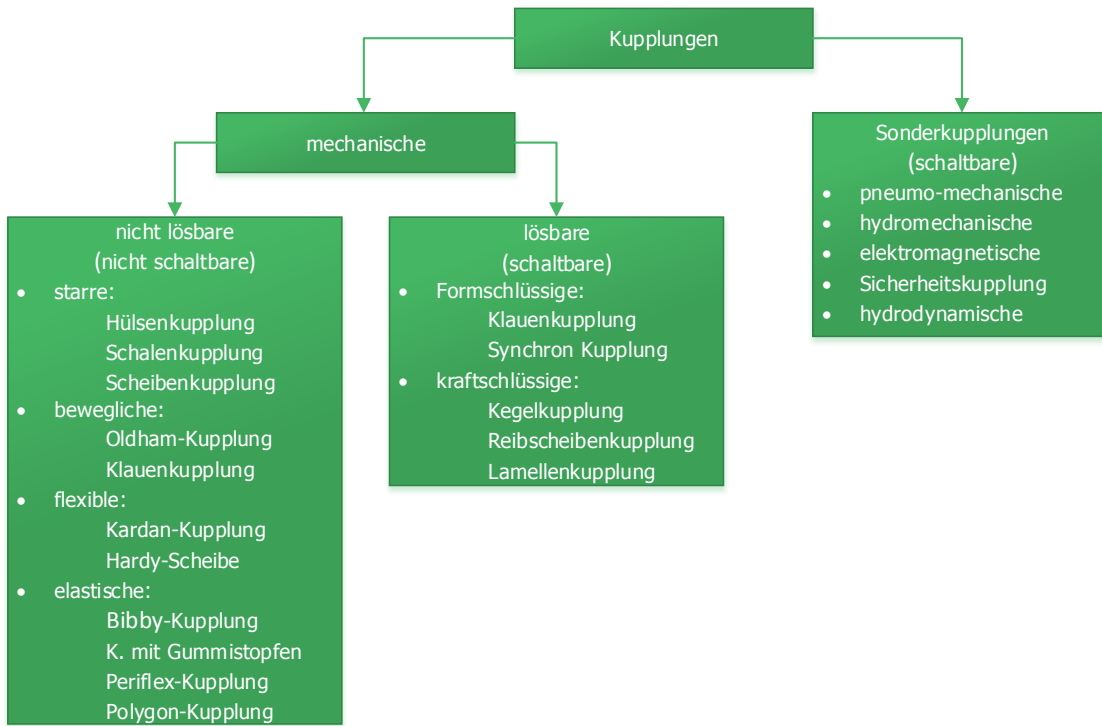 Kupplungen
mechanische
Sonderkupplungen
(schaltbare)
• pneumo-mechanische
• hydromechanische
• elektromagnetische
• Sicherheitskupplung
• hydrodynamische
nicht lösbare
(nicht schaltbare)
• starre:
Hülsenkupplung
Schalenkupplung
Scheibenkupplung
• bewegliche:
Oldham-Kupplung
Klauenkupplung
• flexible:
Kardan-Kupplung
Hardy-Scheibe
• elastische:
Bibby-Kupplung
K. mit Gummistopfen
Periflex-Kupplung
Polygon-Kupplung
lösbare
(schaltbare)
• Formschlüssige:
Klauenkupplung
Synchron Kupplung
• kraftschlüssige:
Kegelkupplung
Reibscheibenkupplung
Lamellenkupplung